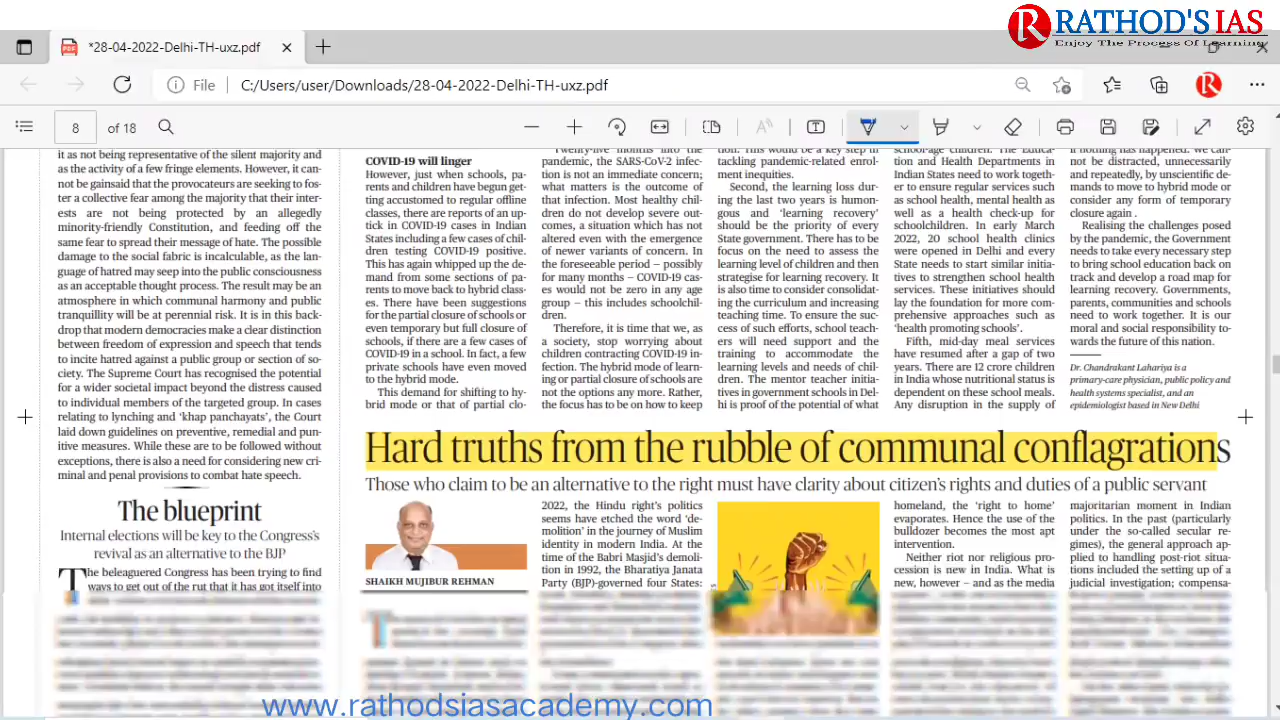 RATHOD'S IAS
Enjoy The Process Of Learning
*28-04-2022-Delhi-TH-uxz.pdf
File
C:/Users/user/Downloads/28-04-2022-Delhi-TH-uxz.pdf
8
of 18
it as not being representative of the silent majority and
as the activity of a few fringe elements. However, it can-
not be gainsaid that the provocateurs are seeking to fos-
ter a collective fear among the majority that their inter-
ests are not being protected by an allegedly
minority-friendly Constitution, and feeding off the
same fear to spread their message of hate. The possible
damage to the social fabric is incalculable, as the lan-
guage of hatred may seep into the public consciousness
as an acceptable thought process. The result may be an
atmosphere in which communal harmony and public
tranquillity will be at perennial risk. It is in this back-
drop that modern democracies make a clear distinction
between freedom of expression and speech that tends
to incite hatred against a public group or section of so-
ciety. The Supreme Court has recognised the potential
for a wider societal impact beyond the distress caused
to individual members of the targeted group. In cases
relating to lynching and 'khap panchayats', the Court
laid down guidelines on preventive, remedial and pun-
itive measures. While these are to be followed without
exceptions, there is also a need for considering new cri-
minal and penal provisions to combat hate speech.
The blueprint
Internal elections will be key to the Congress's
revival as an alternative to the BJP
The beleaguered Congress has been trying to find
ways to get out of the rut that it has got itself into
COVID-19 will linger
However, just when schools, pa-
rents and children have begun get-
ting accustomed to regular offline
classes, there are reports of an up-
tick in COVID-19 cases in Indian
States including a few cases of chil-
dren testing COVID-19 positive.
This has again whipped up the de-
mand from some sections of pa-
rents to move back to hybrid class-
es. There have been suggestions
for the partial closure of schools or
even temporary but full closure of
schools, if there are a few cases of
COVID-19 in a school. In fact, a few
private schools have even moved
to the hybrid mode.
This demand for shifting to hy-
brid mode or that of partial clo-
Twenty-five months into the
pandemic, the SARS-CoV-2 infec-
tion is not an immediate concern;
what matters is the outcome of
that infection. Most healthy chil-
dren do not develop severe out-
comes, a situation which has not
altered even with the emergence
of newer variants of concern. In
the foreseeable period – possibly
for many months – COVID-19 cas-
es would not be zero in any age
group – this includes schoolchil-
dren.
Therefore, it is time that we, as
a society, stop worrying about
children contracting COVID-19 in-
fection. The hybrid mode of learn-
ing or partial closure of schools are
not the options any more. Rather,
the focus has to be on how to keep
tion. This would be a key step in
tackling pandemic-related enrol-
ment inequities.
Second, the learning loss dur-
ing the last two years is humon-
gous and 'learning recovery'
should be the priority of every
State government. There has to be
focus on the need to assess the
learning level of children and then
strategise for learning recovery. It
is also time to consider consolidat-
ing the curriculum and increasing
teaching time. To ensure the suc-
cess of such efforts, school teach-
ers will need support and the
training to accommodate the
learning levels and needs of chil-
dren. The mentor teacher initia-
tives in government schools in Del-
hi is proof of the potential of what
school-age children. The Educa-
tion and Health Departments in
Indian States need to work togeth-
er to ensure regular services such
as school health, mental health as
well as a health check-up for
schoolchildren. In early March
2022, 20 school health clinics
were opened in Delhi and every
State needs to start similar initia-
tives to strengthen school health
services. These initiatives should
lay the foundation for more com-
prehensive approaches such as
'health promoting schools'.
Fifth, mid-day meal services
have resumed after a gap of two
years. There are 12 crore children
in India whose nutritional status is
dependent on these school meals.
Any disruption in the supply of
if nothing has happened. We can-
not be distracted, unnecessarily
and repeatedly, by unscientific de-
mands to move to hybrid mode or
consider any form of temporary
closure again .
Realising the challenges posed
by the pandemic, the Government
needs to take every necessary step
to bring school education back on
track and develop a road map for
learning recovery. Governments,
parents, communities and schools
need to work together. It is our
moral and social responsibility to-
wards the future of this nation.
Dr. Chandrakant Lahariya is a
primary-care physician, public policy and
health systems specialist, and an
epidemiologist based in New Delhi
Hard truths from the rubble of communal conflagrations
Those who claim to be an alternative to the right must have clarity about citizen's rights and duties of a public servant
SHAIKH MUJIBUR REHMAN
2022, the Hindu right's politics
seems have etched the word 'de-
molition' in the journey of Muslim
identity in modern India. At the
time of the Babri Masjid's demoli-
tion in 1992, the Bharatiya Janata
Party (BJP)-governed four States:
homeland, the 'right to home'
evaporates. Hence the use of the
bulldozer becomes the most apt
intervention.
Neither riot nor religious pro-
cession is new in India. What is
new, however – and as the media
majoritarian moment in Indian
politics. In the past (particularly
under the so-called secular re-
gimes), the general approach ap-
plied to handling post-riot situa-
tions included the setting up of a
judicial investigation; compensa-
www.rathodsiasacademy.com